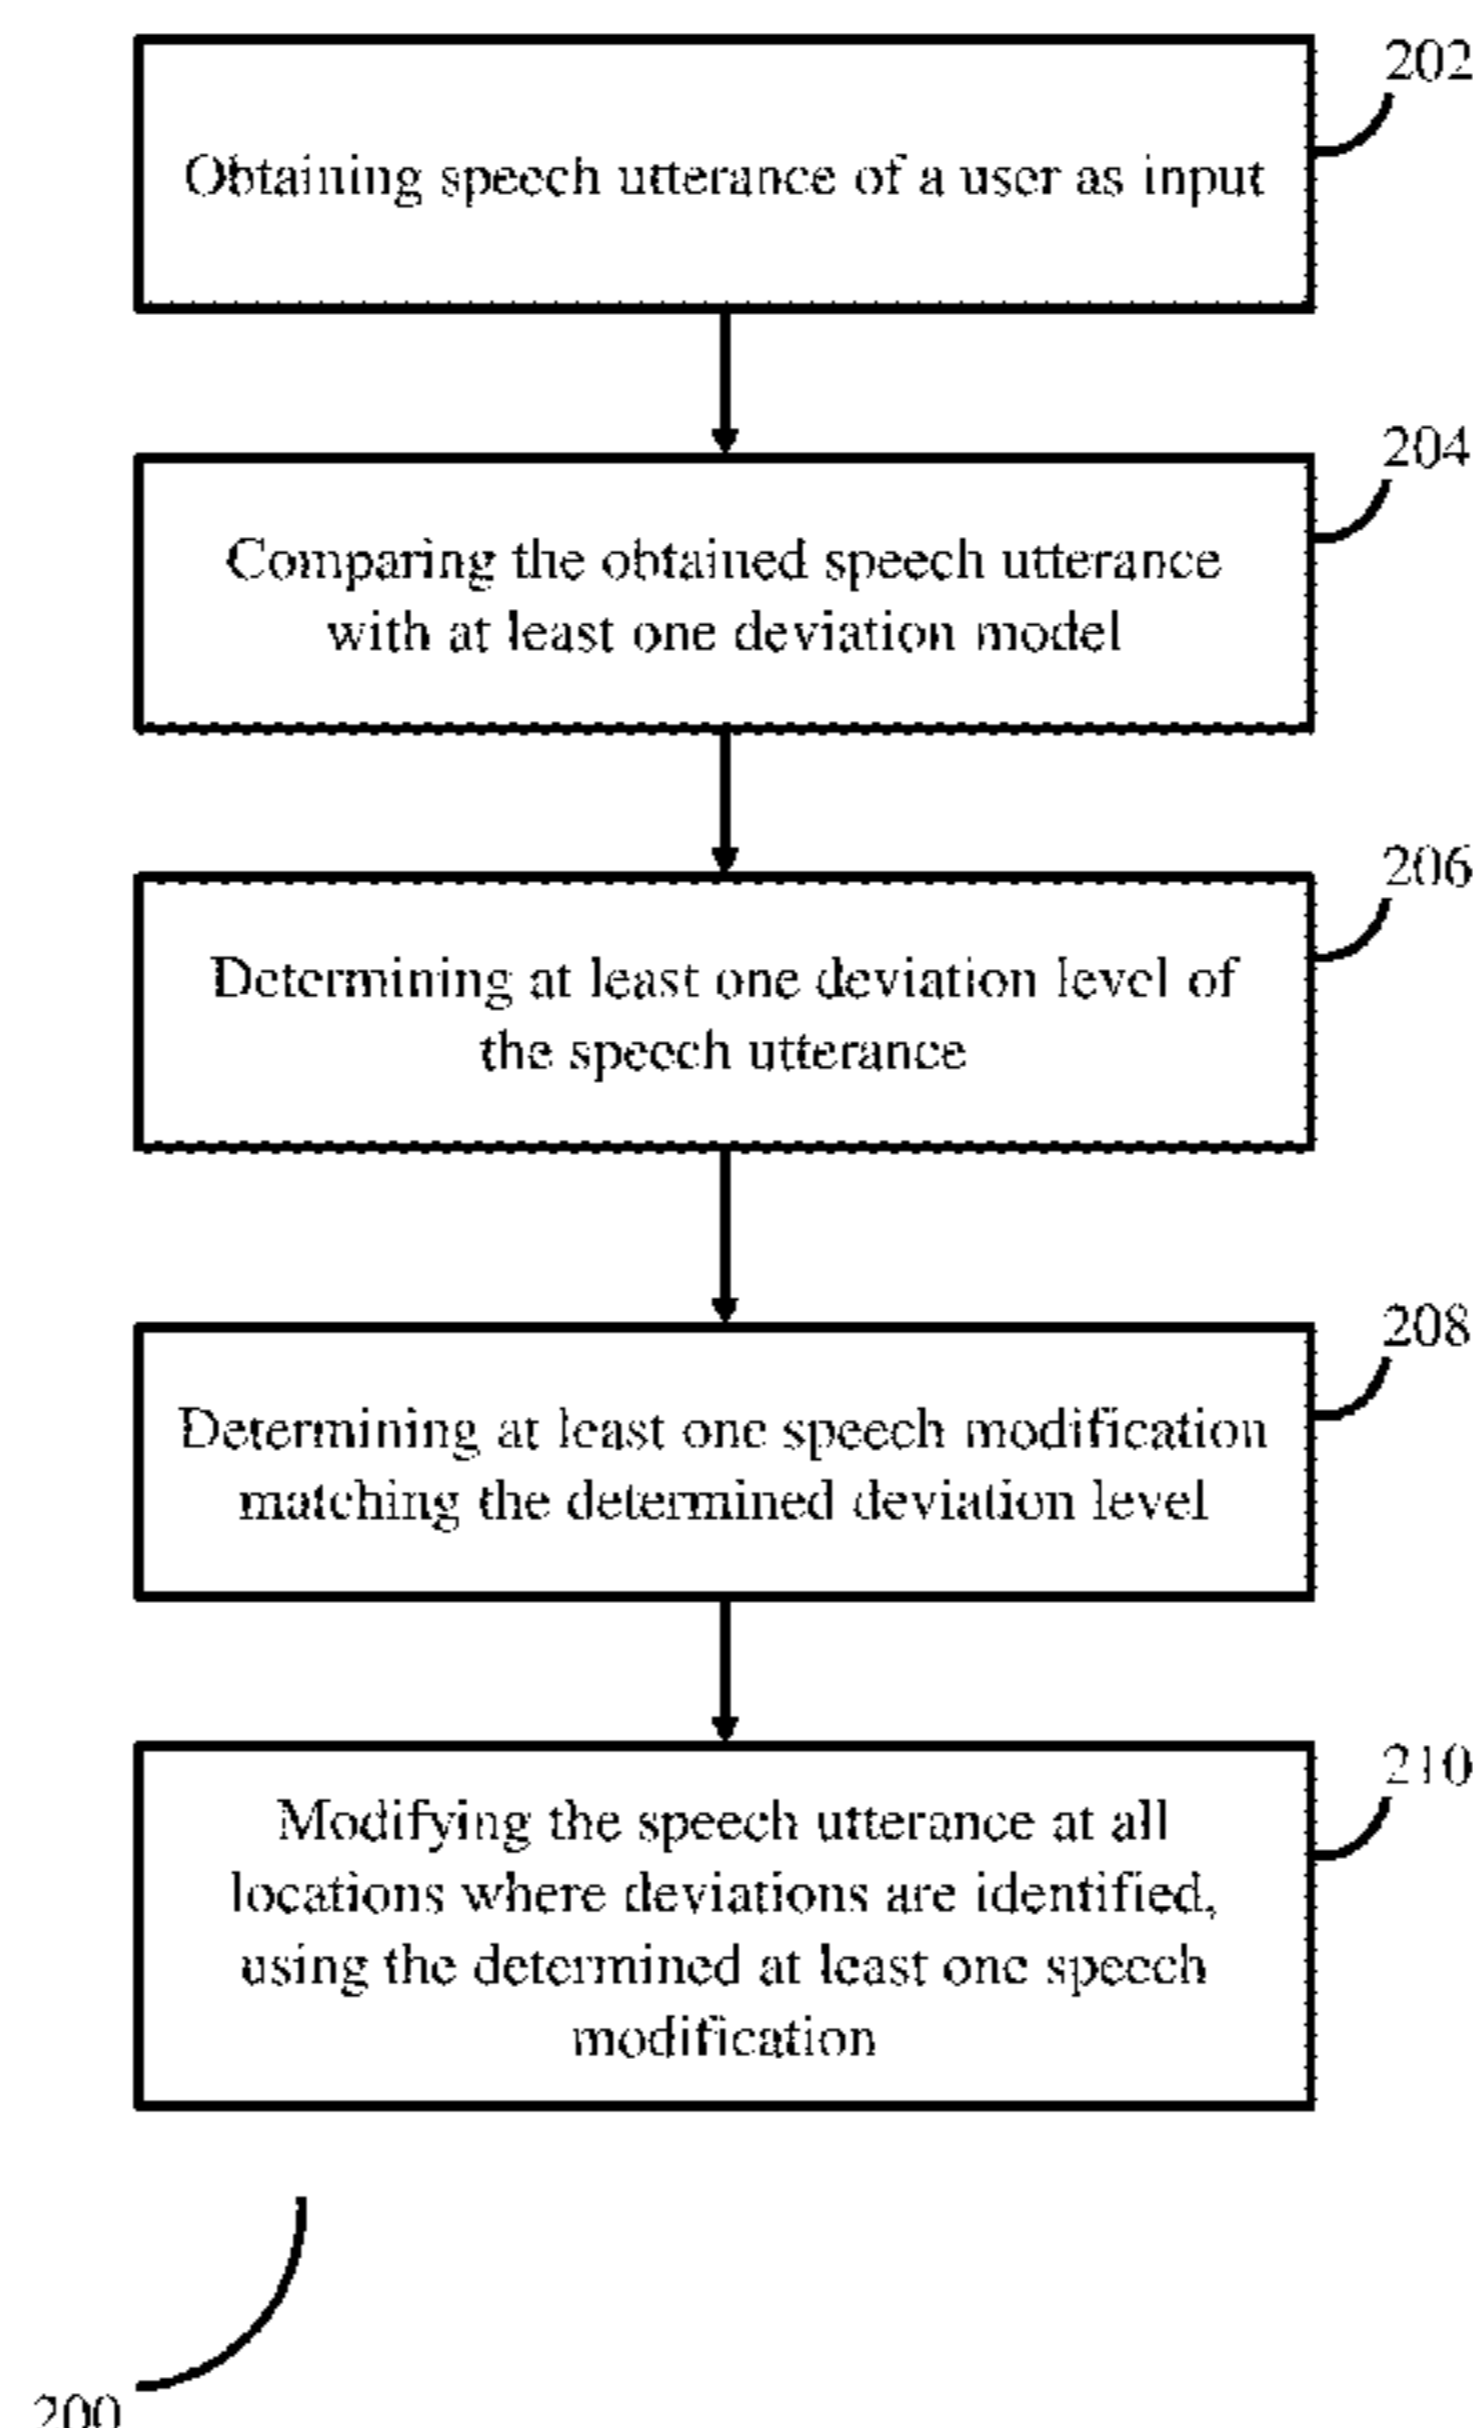 202
Obtaining speech utterance of a user as input
204
Comparing the obtained speech utterance
with at least one deviation model
206
Determining at least one deviation level of
the speech utterance
208
Determining at least one speech modification
matching the determined deviation level
210
Modifying the speech utterance at all
locations where deviations are identified,
using the determined at least one speech
modification
200